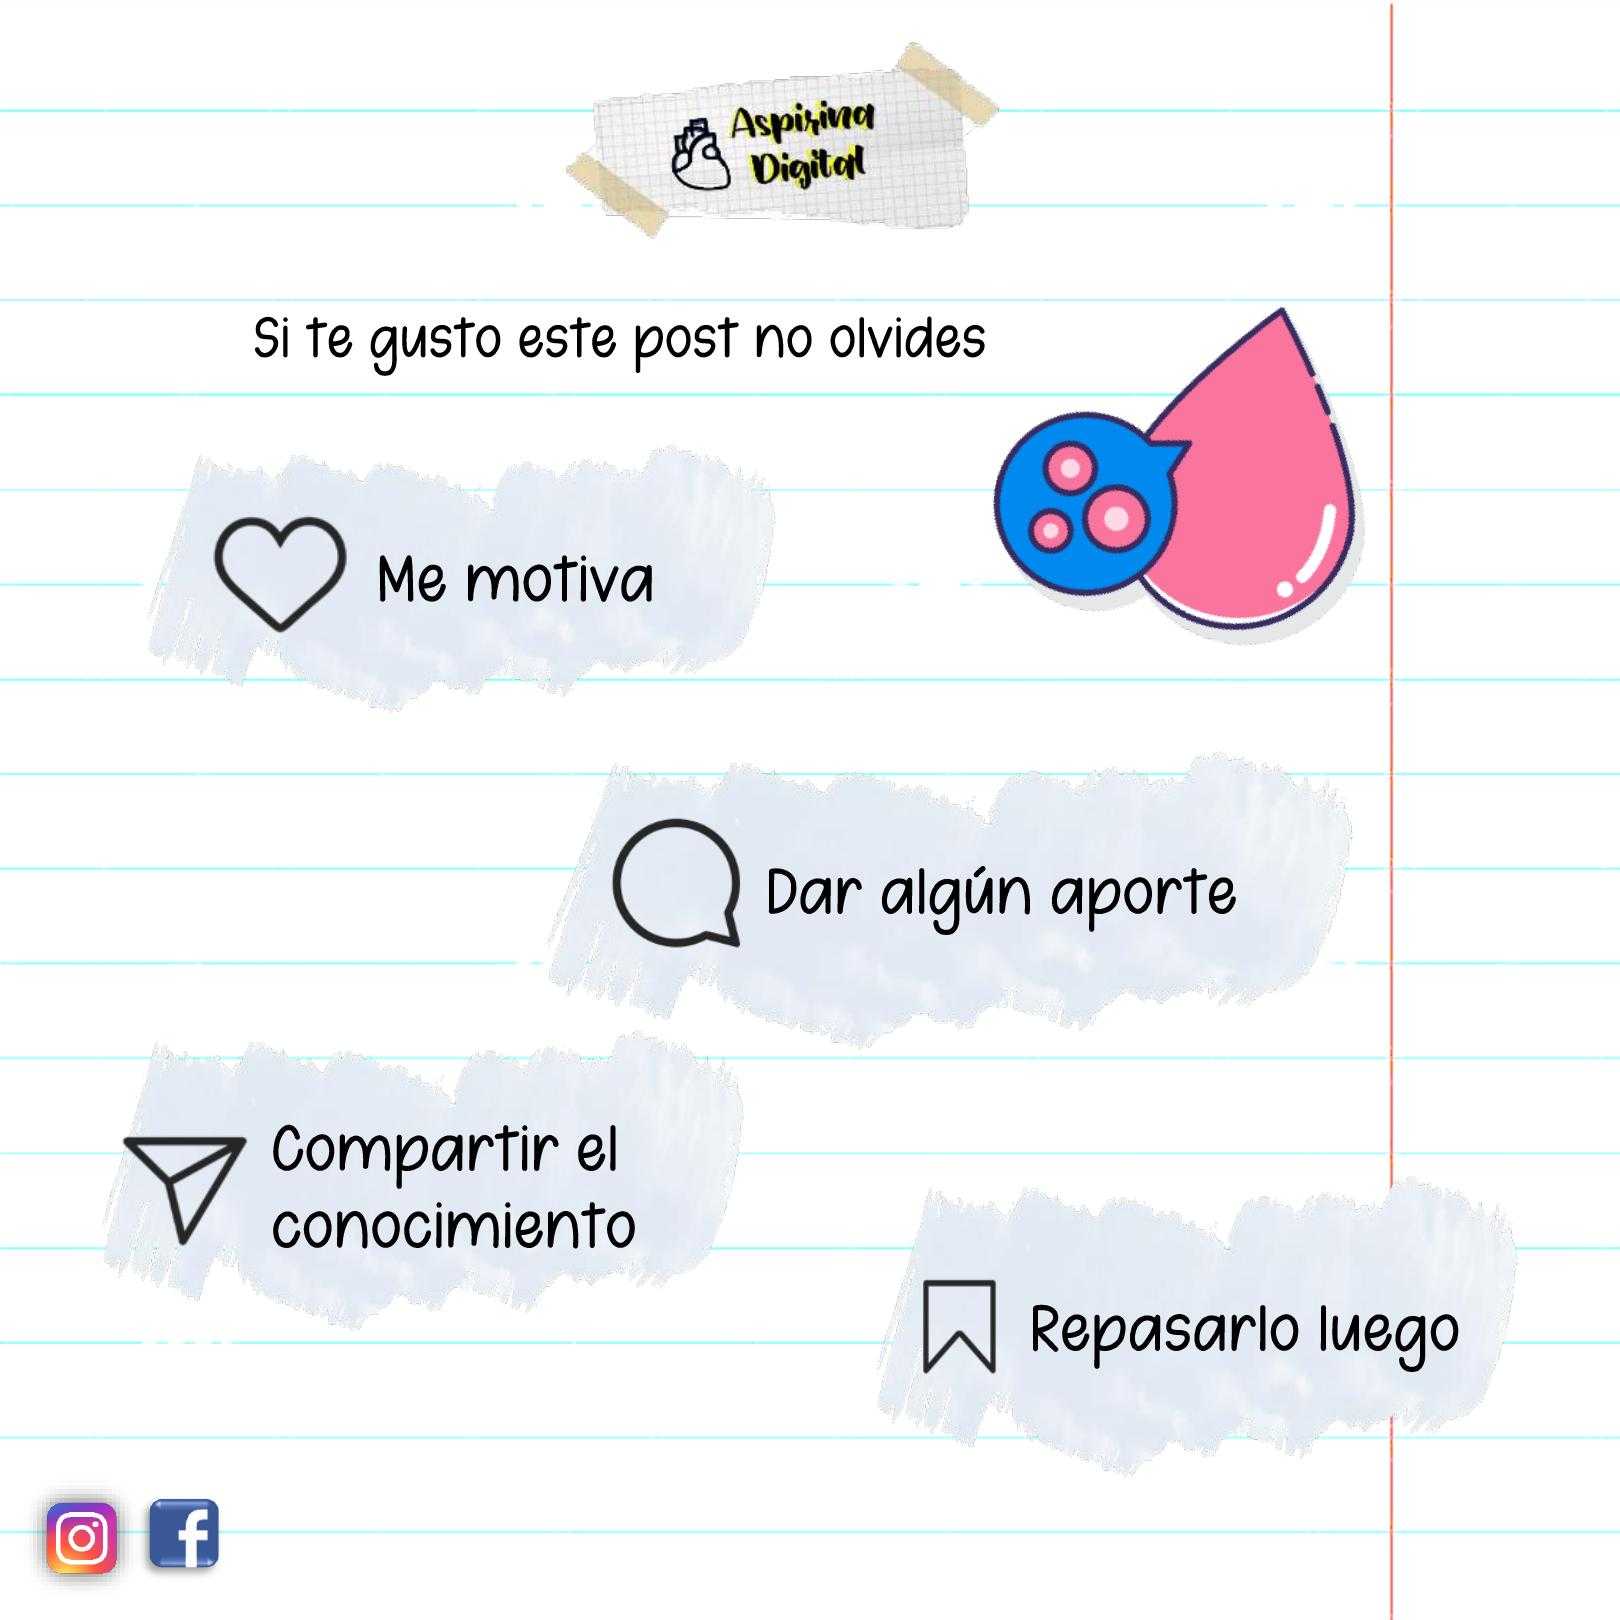 Aspirina
Digital
Si te gusto este post no olvides
Me motiva
Dar algún aporte
Compartir el
conocimiento
Repasarlo luego